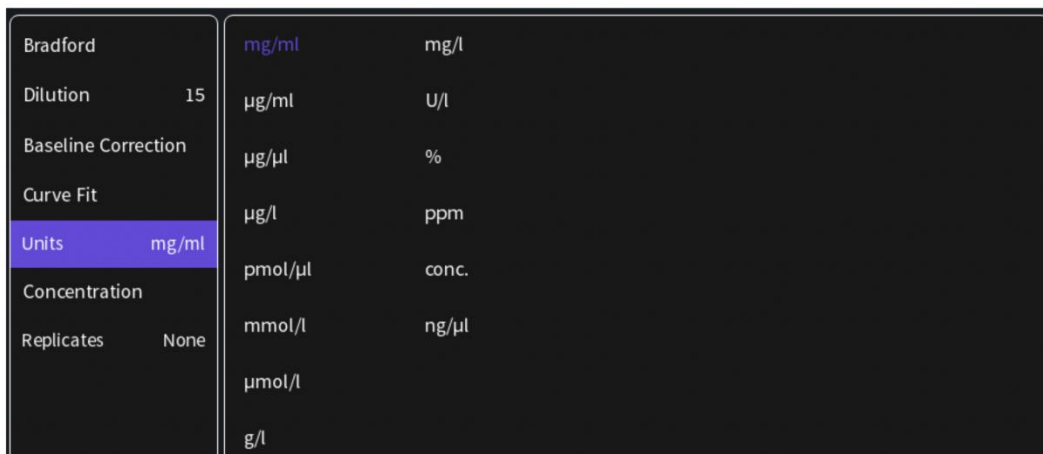 Bradford
Dilution 15
Baseline Correction
Curve Fit
Units mg/ml
Concentration
Replicates None
mg/ml mg/l
µg/ml U/l
µg/µl %
µg/l ppm
pmol/µl conc.
mmol/l ng/µl
µmol/l
g/l